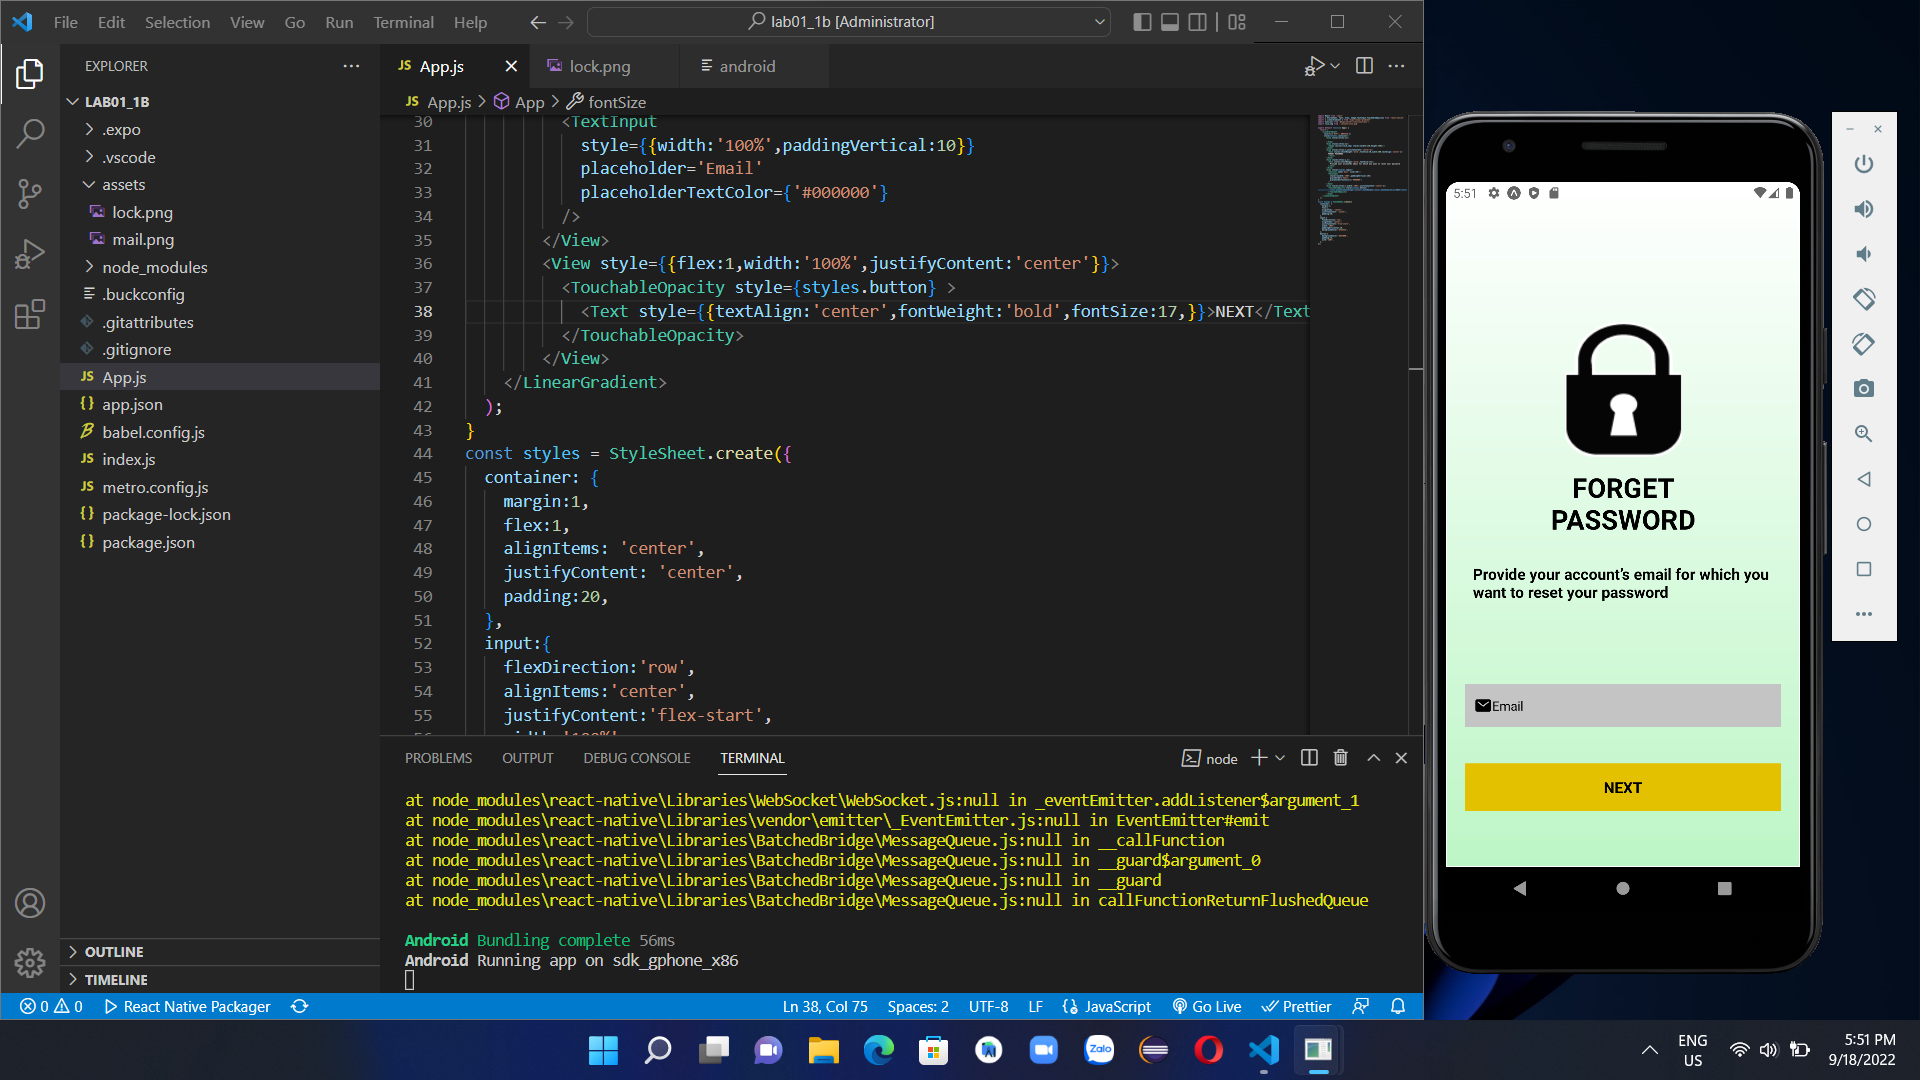 File Edit Selection View Go Run Terminal Help
lab01_1b [Administrator]
EXPLORER
LAB01_1B
.expo
.vscode
assets
lock.png
mail.png
node_modules
.buckconfig
.gitattributes
.gitignore
JS App.js
{} app.json
babel.config.js
JS index.js
JS metro.config.js
{} package-lock.json
{} package.json
OUTLINE
TIMELINE
JS App.js
lock.png
android
JS App.js > App > fontSize
30 <TextInput
31 style={{width:'100%',paddingVertical:10}}
32 placeholder='Email'
33 placeholderTextColor={'#000000'}
34 />
35 </View>
36 <View style={{flex:1,width:'100%',justifyContent:'center'}}>
37 <TouchableOpacity style={styles.button} >
38 <Text style={{textAlign:'center',fontWeight:'bold',fontSize:17,}}>NEXT</Text
39 </TouchableOpacity>
40 </View>
41 </LinearGradient>
42 );
43 }
44 const styles = StyleSheet.create({
45 container: {
46 margin:1,
47 flex:1,
48 alignItems: 'center',
49 justifyContent: 'center',
50 padding:20,
51 },
52 input:{
53 flexDirection:'row',
54 alignItems:'center',
55 justifyContent:'flex-start',
PROBLEMS OUTPUT DEBUG CONSOLE TERMINAL
node
at node_modules\react-native\Libraries\WebSocket\WebSocket.js:null in _eventEmitter.addListener$argument_1
at node_modules\react-native\Libraries\vendor\emitter\_EventEmitter.js:null in EventEmitter#emit
at node_modules\react-native\Libraries\BatchedBridge\MessageQueue.js:null in __callFunction
at node_modules\react-native\Libraries\BatchedBridge\MessageQueue.js:null in __guard$argument_0
at node_modules\react-native\Libraries\BatchedBridge\MessageQueue.js:null in __guard
at node_modules\react-native\Libraries\BatchedBridge\MessageQueue.js:null in callFunctionReturnFlushedQueue
Android Bundling complete 56ms
Android Running app on sdk_gphone_x86
0 0 React Native Packager
Ln 38, Col 75 Spaces: 2 UTF-8 LF {} JavaScript Go Live Prettier
5:51
FORGET
PASSWORD
Provide your account's email for which you
want to reset your password
Email
NEXT
Zalo
ENG
US
5:51 PM
9/18/2022